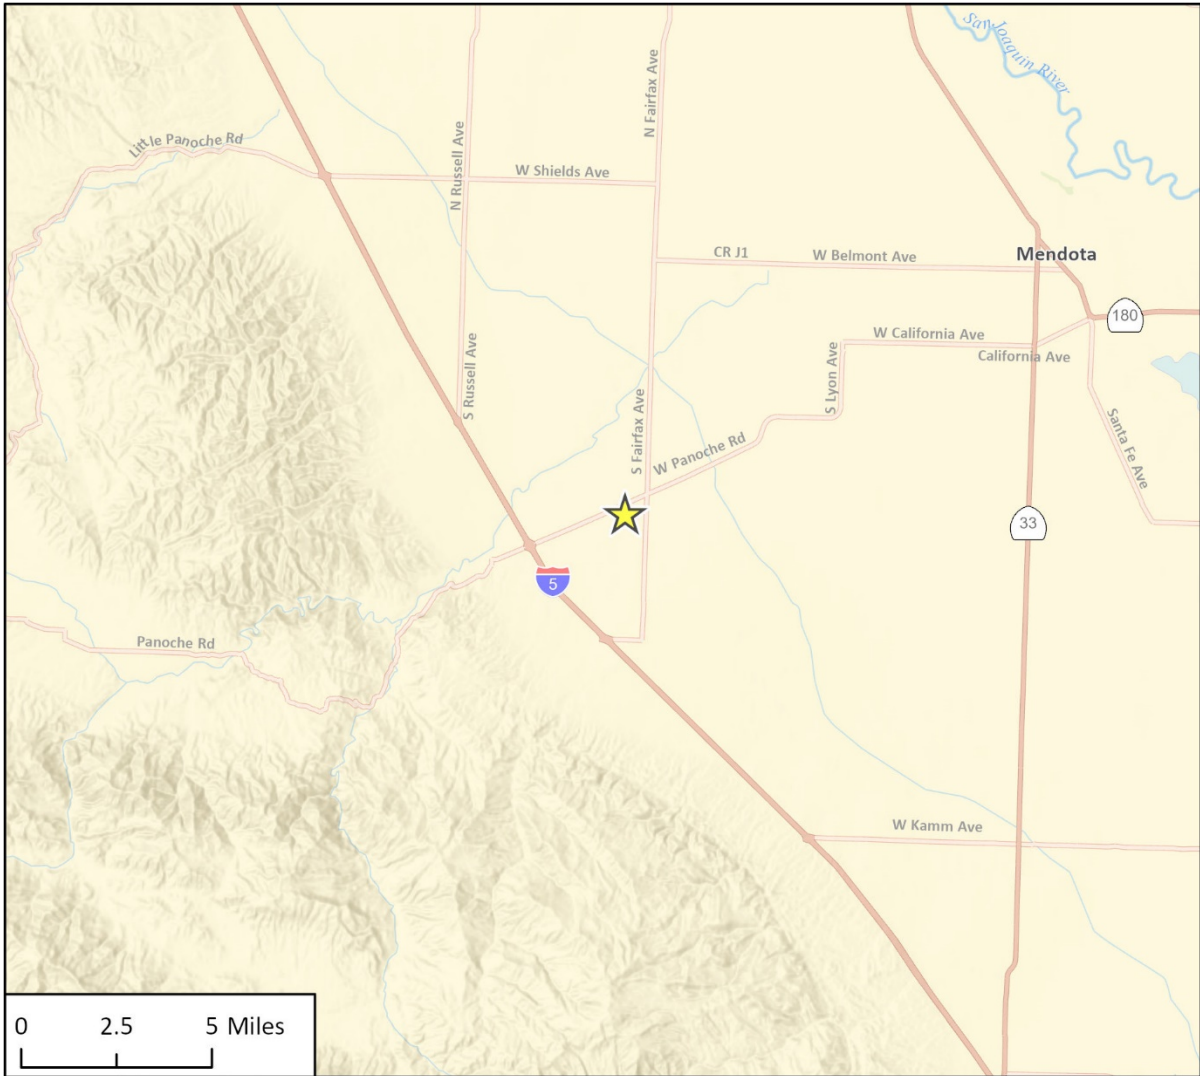 San Joaquin River
N Fairfax Ave
Little Panoche Rd
N Russell Ave
W Shields Ave
CR J1
W Belmont Ave
Mendota
180
W California Ave
California Ave
S Russell Ave
S Lyon Ave
S Fairfax Ave
W Panoche Rd
Santa Fe Ave
33
5
Panoche Rd
W Kamm Ave
0 2.5 5 Miles